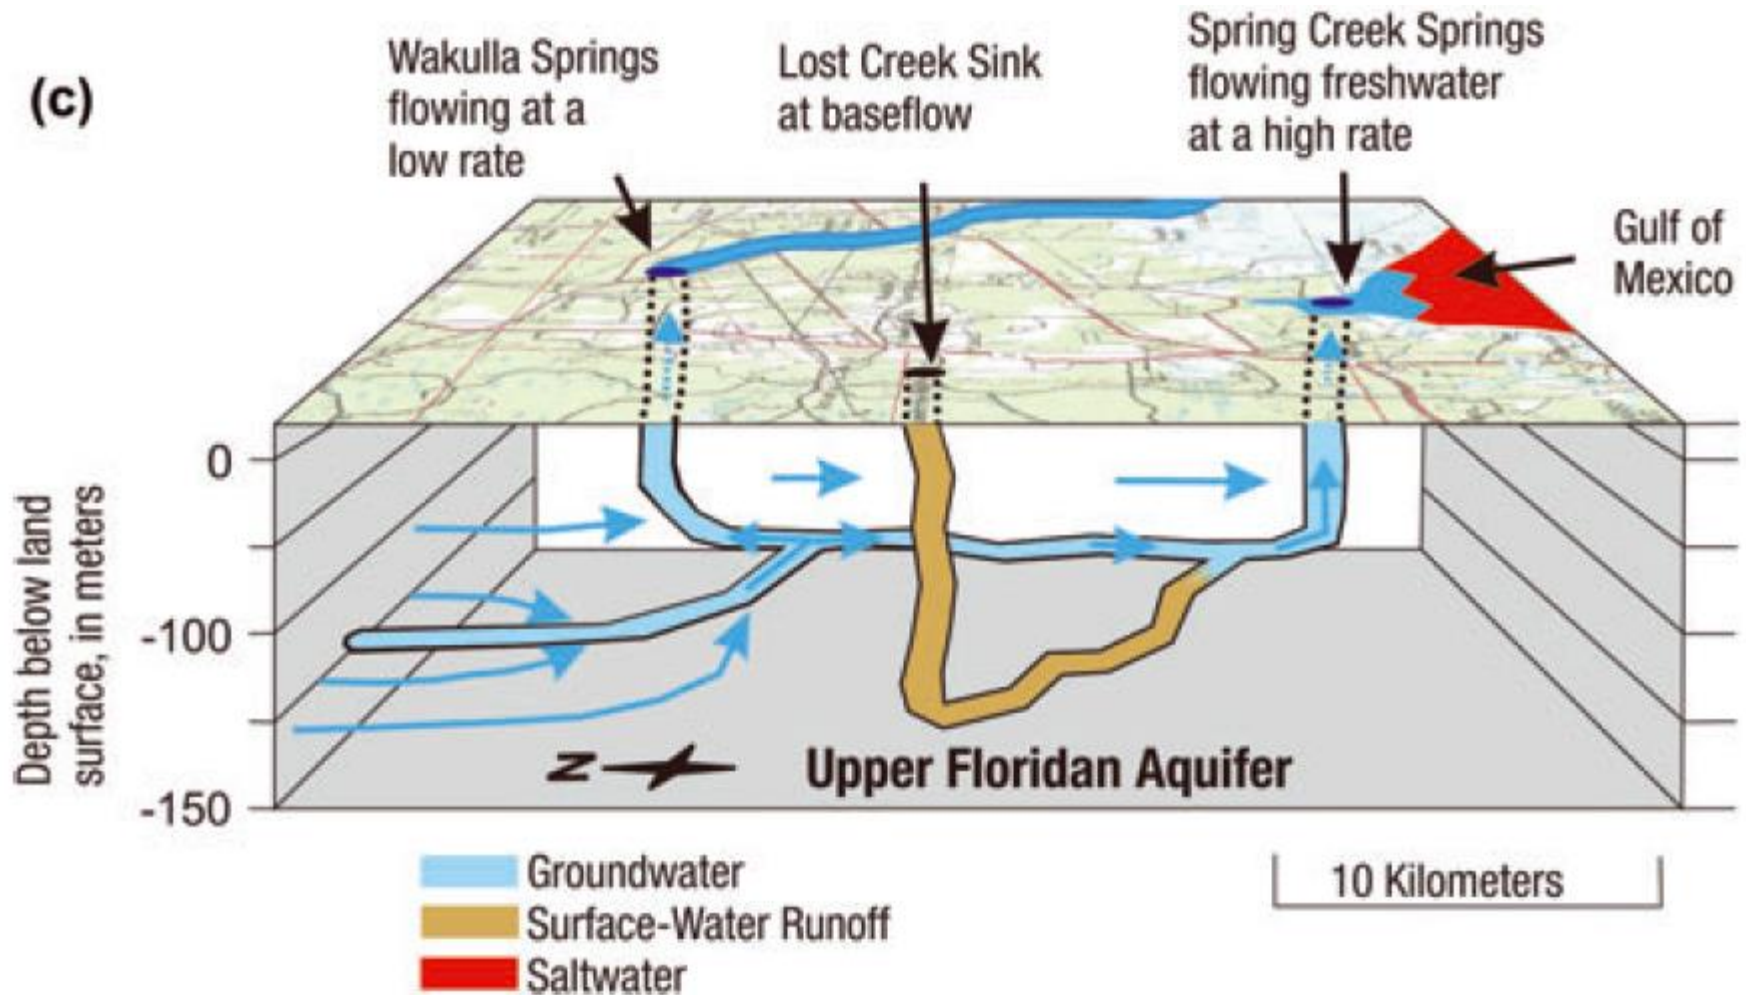 (c)
Wakulla Springs
flowing at a
low rate
Lost Creek Sink
at baseflow
Spring Creek Springs
flowing freshwater
at a high rate
Gulf of
Mexico
Depth below land
surface, in meters
0
-100
-150
N
Upper Floridan Aquifer
Groundwater
Surface-Water Runoff
Saltwater
10 Kilometers